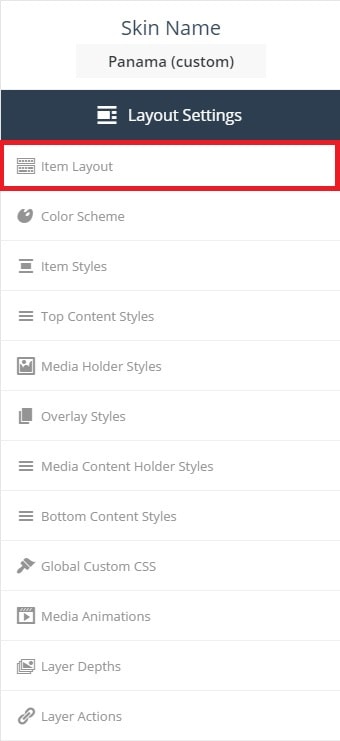 Skin Name
Panama (custom)
Layout Settings
Item Layout
Color Scheme
Item Styles
Top Content Styles
Media Holder Styles
Overlay Styles
Media Content Holder Styles
Bottom Content Styles
Global Custom CSS
Media Animations
Layer Depths
Layer Actions